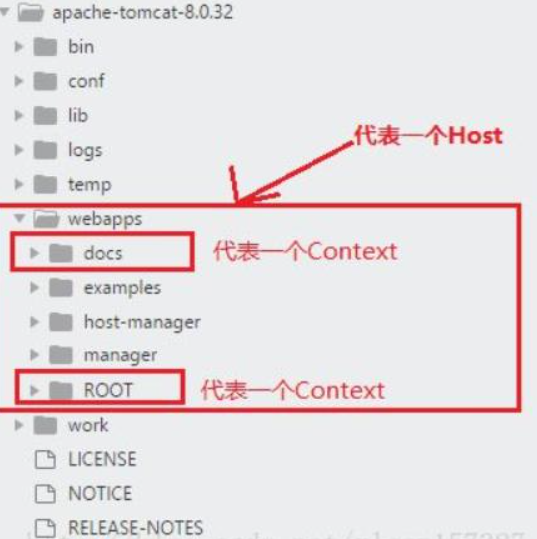 apache-tomcat-8.0.32
bin
conf
lib
logs
代表一个Host
temp
webapps
docs 代表一个Context
examples
host-manager
manager
ROOT 代表一个Context
work
LICENSE
NOTICE
RELEASE-NOTES